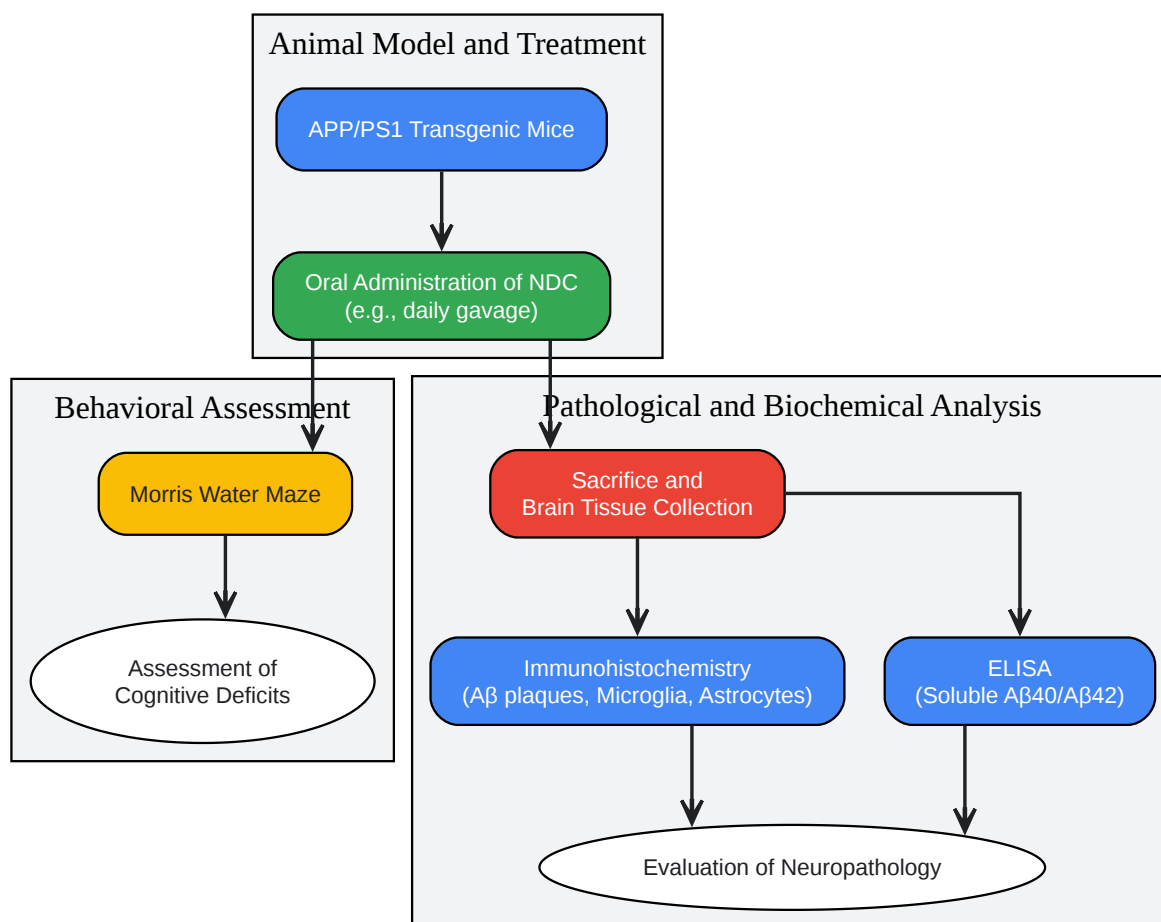 Animal Model and Treatment
APP/PS1 Transgenic Mice
Oral Administration of NDC
(e.g., daily gavage)
Behavioral Assessment
Morris Water Maze
Assessment of
Cognitive Deficits
Pathological and Biochemical Analysis
Sacrifice and
Brain Tissue Collection
Immunohistochemistry
(Aβ plaques, Microglia, Astrocytes)
ELISA
(Soluble Aβ40/Aβ42)
Evaluation of Neuropathology